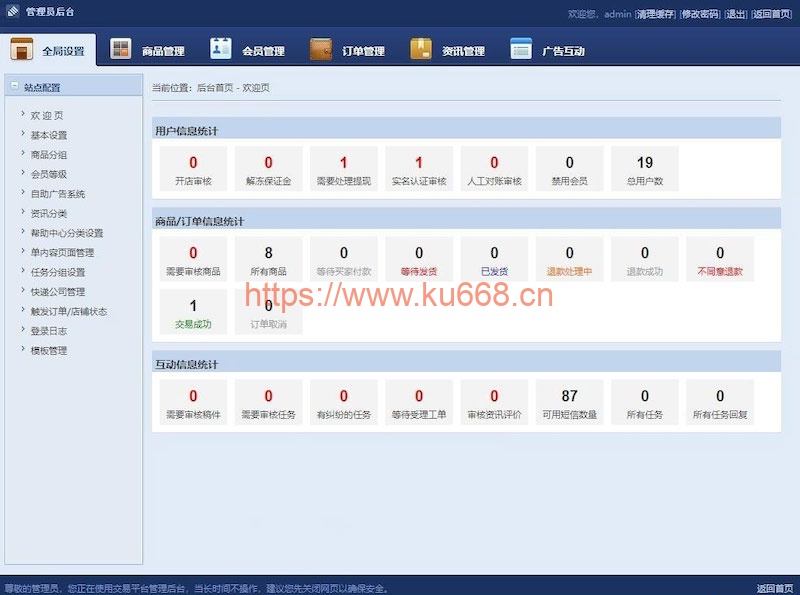 管理员后台
欢迎您, admin [清理缓存] [修改密码] [退出] [返回首页]
全局设置 商品管理 会员管理 订单管理 资讯管理 广告互动
站点配置
欢 迎 页
基本设置
商品分组
会员等级
自助广告系统
资讯分类
帮助中心分类设置
单内容页面管理
任务分组设置
快递公司管理
触发订单/店铺状态
登录日志
模板管理
当前位置：后台首页 - 欢迎页
用户信息统计
0 0 1 1 0 0 19
开店审核 解冻保证金 需要处理提现 实名认证审核 人工对账审核 禁用会员 总用户数
商品/订单信息统计
0 8 0 0 0 0 0 0
需要审核商品 所有商品 等待买家付款 等待发货 已发货 退款处理中 退款成功 不同意退款
https://www.ku668.cn
1 0
交易成功 订单取消
互动信息统计
0 0 0 0 0 87 0 0
需要审核稿件 需要审核任务 有纠纷的任务 等待受理工单 审核资讯评价 可用短信数量 所有任务 所有任务回复
尊敬的管理员，您正在使用交易平台管理后台，当长时间不操作，建议您先关闭网页以确保安全。 返回首页